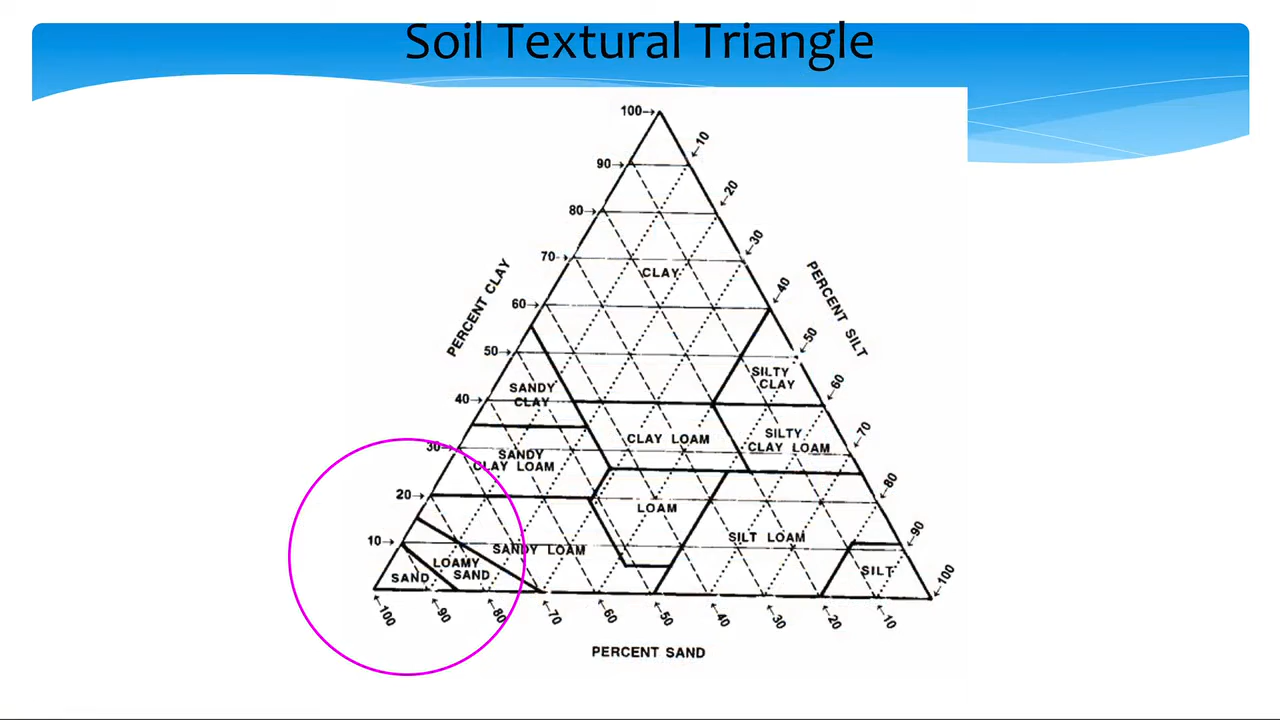 Soil Textural Triangle
100→
90→
80→
70→
60→
50→
40→
30→
20→
10→
PERCENT CLAY
←10
←20
←30
←40
←50
←60
←70
←80
←90
←100
PERCENT SILT
CLAY
SILTY
CLAY
SANDY
CLAY
CLAY LOAM
SILTY
CLAY LOAM
SANDY
CLAY LOAM
LOAM
SILT LOAM
SANDY LOAM
LOAMY
SAND
SAND
SILT
←100
←90
←80
←70
←60
←50
←40
←30
←20
←10
PERCENT SAND